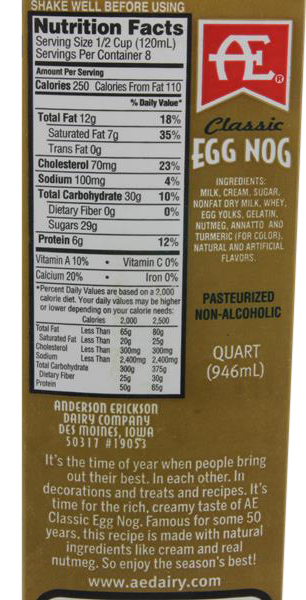 SHAKE WELL BEFORE USING
Nutrition Facts
Serving Size 1/2 Cup (120mL)
Servings Per Container 8
Amount Per Serving
Calories 250 Calories From Fat 110
% Daily Value*
Total Fat 12g 18%
Saturated Fat 7g 35%
Trans Fat 0g
Cholesterol 70mg 23%
Sodium 100mg 4%
Total Carbohydrate 30g 10%
Dietary Fiber 0g 0%
Sugars 29g
Protein 6g 12%
Vitamin A 10% • Vitamin C 0%
Calcium 20% • Iron 0%
*Percent Daily Values are based on a 2,000
calorie diet. Your daily values may be higher
or lower depending on your calorie needs:
Calories 2,000 2,500
Total Fat Less Than 65g 80g
Saturated Fat Less Than 20g 25g
Cholesterol Less Than 300mg 300mg
Sodium Less Than 2,400mg 2,400mg
Total Carbohydrate 300g 375g
Dietary Fiber 25g 30g
Protein 50g 65g
AE®
Classic
EGG NOG
INGREDIENTS:
MILK, CREAM, SUGAR,
NONFAT DRY MILK, WHEY,
EGG YOLKS, GELATIN,
NUTMEG, ANNATTO AND
TURMERIC (FOR COLOR),
NATURAL AND ARTIFICIAL
FLAVORS.
PASTEURIZED
NON-ALCOHOLIC
QUART
(946mL)
ANDERSON ERICKSON
DAIRY COMPANY
DES MOINES, IOWA
50317 #19053
It's the time of year when people bring
out their best. In each other. In
decorations and treats and recipes. It's
time for the rich, creamy taste of AE
Classic Egg Nog. Famous for some 50
years, this recipe is made with natural
ingredients like cream and real
nutmeg. So enjoy the season's best!
www.aedairy.com